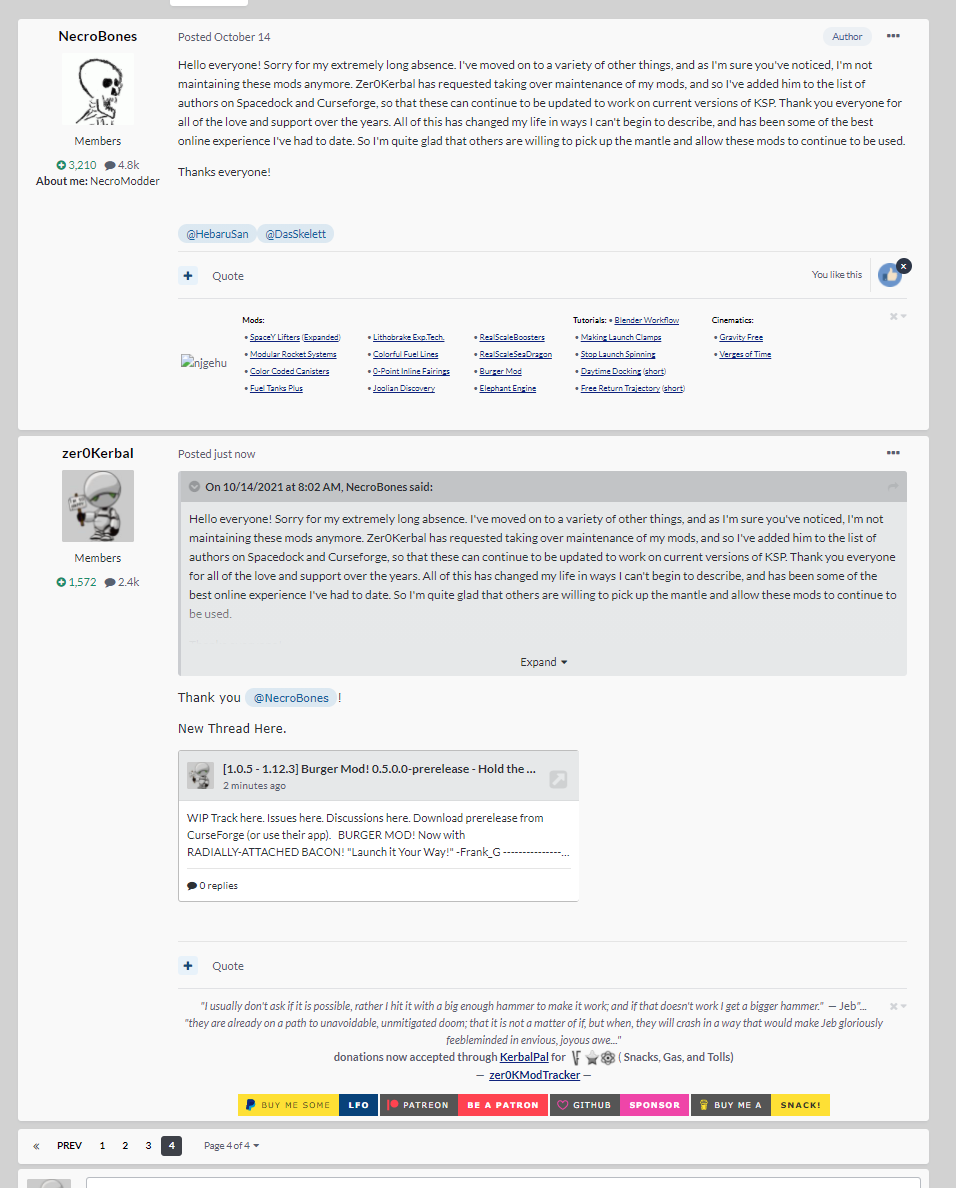 NecroBones
Posted October 14
Author
Hello everyone! Sorry for my extremely long absence. I've moved on to a variety of other things, and as I'm sure you've noticed, I'm not
maintaining these mods anymore. Zer0Kerbal has requested taking over maintenance of my mods, and so I've added him to the list of
authors on Spacedock and Curseforge, so that these can continue to be updated to work on current versions of KSP. Thank you everyone for
all of the love and support over the years. All of this has changed my life in ways I can't begin to describe, and has been some of the best
online experience I've had to date. So I'm quite glad that others are willing to pick up the mantle and allow these mods to continue to be used.
Members
3,210 4.8k
About me: NecroModder
Thanks everyone!
@HebaruSan @DasSkelett
+ Quote
You like this
x
Mods:
• SpaceY Lifters (Expanded)
• Modular Rocket Systems
• Color Coded Canisters
• Fuel Tanks Plus
• Lithobrake Exp.Tech.
• Colorful Fuel Lines
• 0-Point Inline Fairings
• Joolian Discovery
• RealScaleBoosters
• RealScaleSeaDragon
• Burger Mod
• Elephant Engine
Tutorials: • Blender Workflow
• Making Launch Clamps
• Stop Launch Spinning
• Daytime Docking (short)
• Free Return Trajectory (short)
Cinematics:
• Gravity Free
• Verges of Time
njgehu
zer0Kerbal
Posted just now
Members
1,572 2.4k
On 10/14/2021 at 8:02 AM, NecroBones said:
Hello everyone! Sorry for my extremely long absence. I've moved on to a variety of other things, and as I'm sure you've noticed, I'm not
maintaining these mods anymore. Zer0Kerbal has requested taking over maintenance of my mods, and so I've added him to the list of
authors on Spacedock and Curseforge, so that these can continue to be updated to work on current versions of KSP. Thank you everyone
for all of the love and support over the years. All of this has changed my life in ways I can't begin to describe, and has been some of the
best online experience I've had to date. So I'm quite glad that others are willing to pick up the mantle and allow these mods to continue to
be used.
Expand
Thank you @NecroBones !
New Thread Here.
[1.0.5 - 1.12.3] Burger Mod! 0.5.0.0-prerelease - Hold the ...
2 minutes ago
WIP Track here. Issues here. Discussions here. Download prerelease from
CurseForge (or use their app). BURGER MOD! Now with
RADIALLY-ATTACHED BACON! "Launch it Your Way!" -Frank_G ---------------...
0 replies
+ Quote
"I usually don't ask if it is possible, rather I hit it with a big enough hammer to make it work; and if that doesn't work I get a bigger hammer." — Jeb"...
"they are already on a path to unavoidable, unmitigated doom; that it is not a matter of if, but when, they will crash in a way that would make Jeb gloriously
feebleminded in envious, joyous awe..."
donations now accepted through KerbalPal for ( Snacks, Gas, and Tolls)
— zer0KModTracker —
BUY ME SOME LFO PATREON BE A PATRON GITHUB SPONSOR BUY ME A SNACK!
« PREV 1 2 3 4 Page 4 of 4